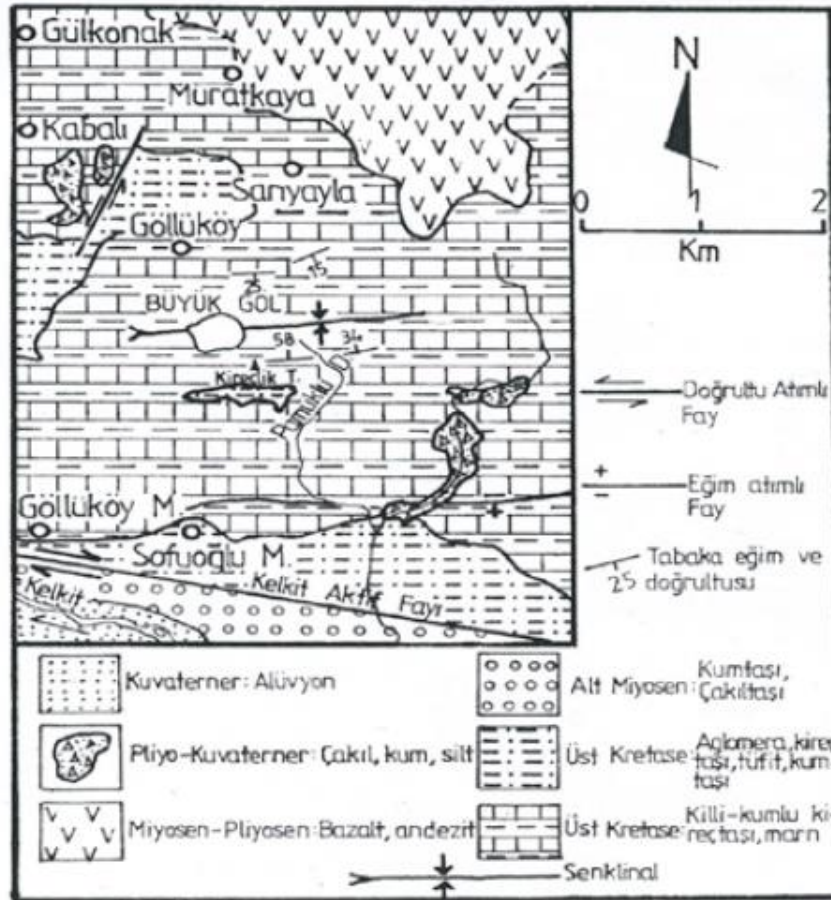 Gülkonak
Muratkaya
Kabalı
Sarıyayla
Göllüköy
15
BÜYÜK GÖL
58
34
Kireçlik T.
Pamuklu D.
Göllüköy M.
Sofuoğlu M.
Kelkit Aktif Fayı
Kelkit
N
0 1 2
Km
Doğrultu Atımlı
Fay
+
-
Eğim atımlı
Fay
Tabaka eğim ve
25 doğrultusu
Kuvaterner: Alüvyon
Pliyo-Kuvaterner: Çakıl, kum, silt
Miyosen-Pliyosen: Bazalt, andezit
Alt Miyosen: Kumtaşı,
Çakıltaşı
Üst Kretase: Aglomera, kireç
taşı, tüfit, kum
taşı
Üst Kretase: Killi-kumlu ki-
reçtaşı, marn
Senklinal